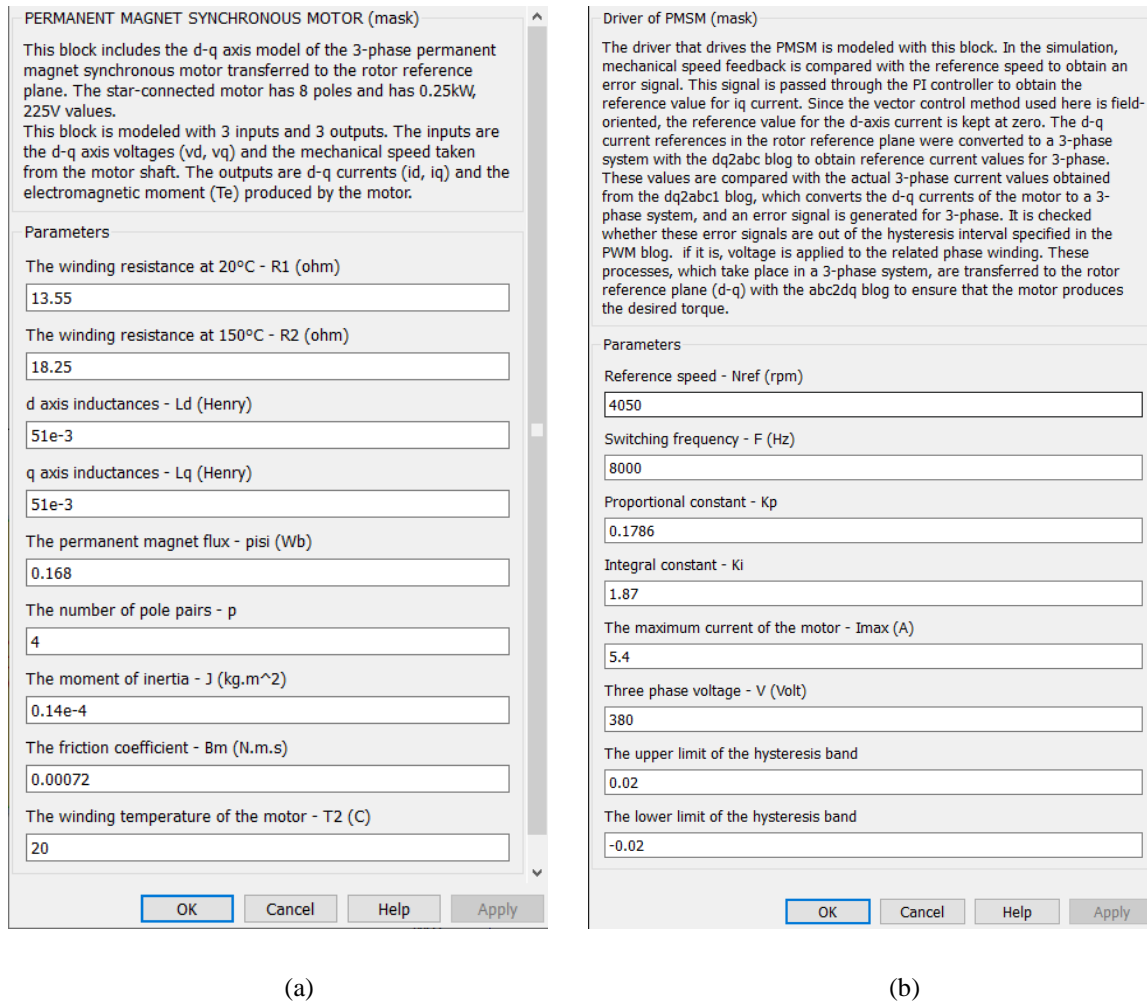 PERMANENT MAGNET SYNCHRONOUS MOTOR (mask)
This block includes the d-q axis model of the 3-phase permanent
magnet synchronous motor transferred to the rotor reference
plane. The star-connected motor has 8 poles and has 0.25kW,
225V values.
This block is modeled with 3 inputs and 3 outputs. The inputs are
the d-q axis voltages (vd, vq) and the mechanical speed taken
from the motor shaft. The outputs are d-q currents (id, iq) and the
electromagnetic moment (Te) produced by the motor.
Parameters
The winding resistance at 20°C - R1 (ohm)
13.55
The winding resistance at 150°C - R2 (ohm)
18.25
d axis inductances - Ld (Henry)
51e-3
q axis inductances - Lq (Henry)
51e-3
The permanent magnet flux - pisi (Wb)
0.168
The number of pole pairs - p
4
The moment of inertia - J (kg.m^2)
0.14e-4
The friction coefficient - Bm (N.m.s)
0.00072
The winding temperature of the motor - T2 (C)
20
OK Cancel Help Apply
(a)
Driver of PMSM (mask)
The driver that drives the PMSM is modeled with this block. In the simulation,
mechanical speed feedback is compared with the reference speed to obtain an
error signal. This signal is passed through the PI controller to obtain the
reference value for iq current. Since the vector control method used here is field-
oriented, the reference value for the d-axis current is kept at zero. The d-q
current references in the rotor reference plane were converted to a 3-phase
system with the dq2abc blog to obtain reference current values for 3-phase.
These values are compared with the actual 3-phase current values obtained
from the dq2abc1 blog, which converts the d-q currents of the motor to a 3-
phase system, and an error signal is generated for 3-phase. It is checked
whether these error signals are out of the hysteresis interval specified in the
PWM blog.  if it is, voltage is applied to the related phase winding. These
processes, which take place in a 3-phase system, are transferred to the rotor
reference plane (d-q) with the abc2dq blog to ensure that the motor produces
the desired torque.
Parameters
Reference speed - Nref (rpm)
4050
Switching frequency - F (Hz)
8000
Proportional constant - Kp
0.1786
Integral constant - Ki
1.87
The maximum current of the motor - Imax (A)
5.4
Three phase voltage - V (Volt)
380
The upper limit of the hysteresis band
0.02
The lower limit of the hysteresis band
-0.02
OK Cancel Help Apply
(b)